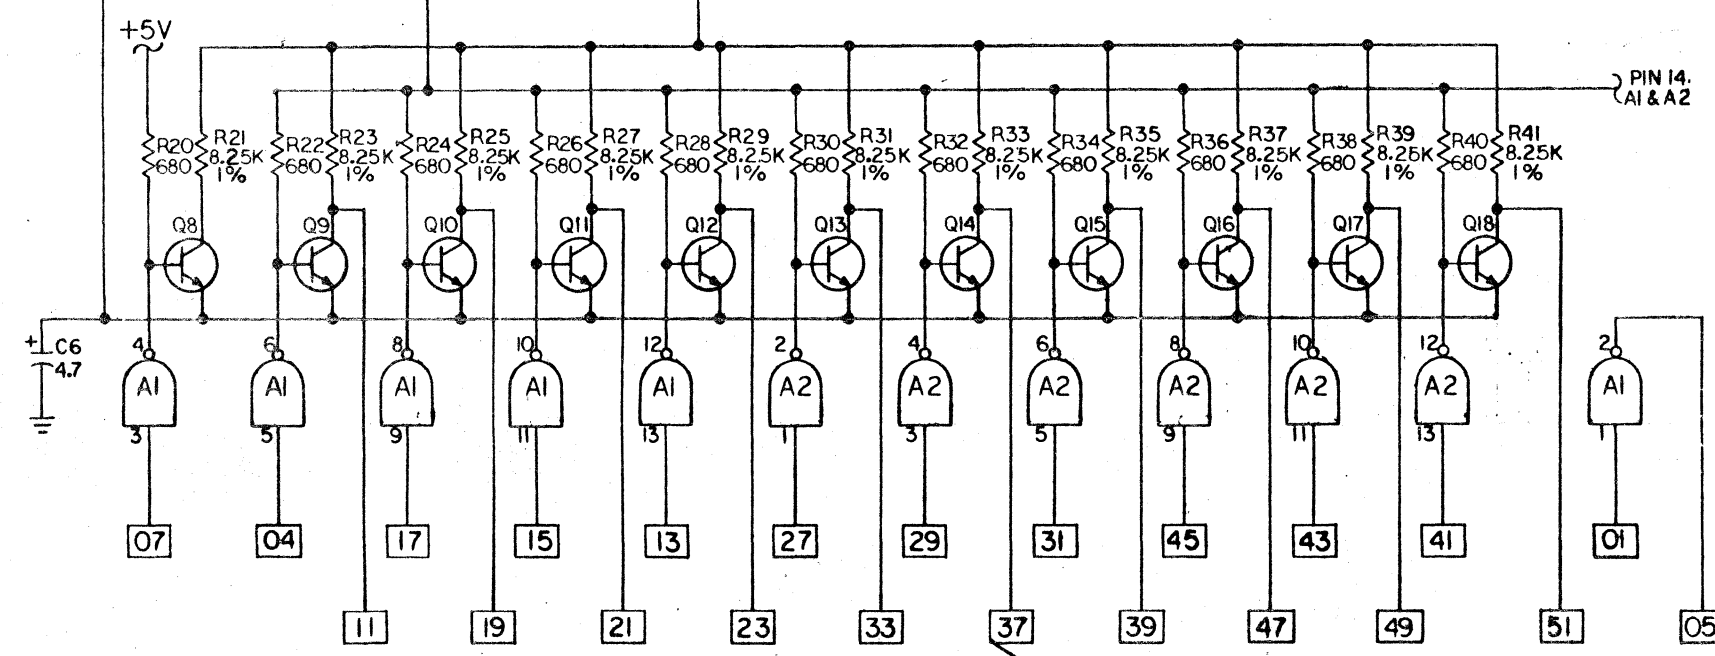 +5V
PIN 14.
A1 & A2
R20 680
R21 8.25K 1%
R22 680
R23 8.25K 1%
R24 680
R25 8.25K 1%
R26 680
R27 8.25K 1%
R28 680
R29 8.25K 1%
R30 680
R31 8.25K 1%
R32 680
R33 8.25K 1%
R34 680
R35 8.25K 1%
R36 680
R37 8.25K 1%
R38 680
R39 8.25K 1%
R40 680
R41 8.25K 1%
Q8 Q9 Q10 Q11 Q12 Q13 Q14 Q15 Q16 Q17 Q18
+ C6
4.7
4 6 8 10 12 2 4 6 8 10 12 2
A1 A1 A1 A1 A1 A2 A2 A2 A2 A2 A2 A1
3 5 9 11 13 1 3 5 9 11 13 1
07 04 17 15 13 27 29 31 45 43 41 01
11 19 21 23 33 37 39 47 49 51 05